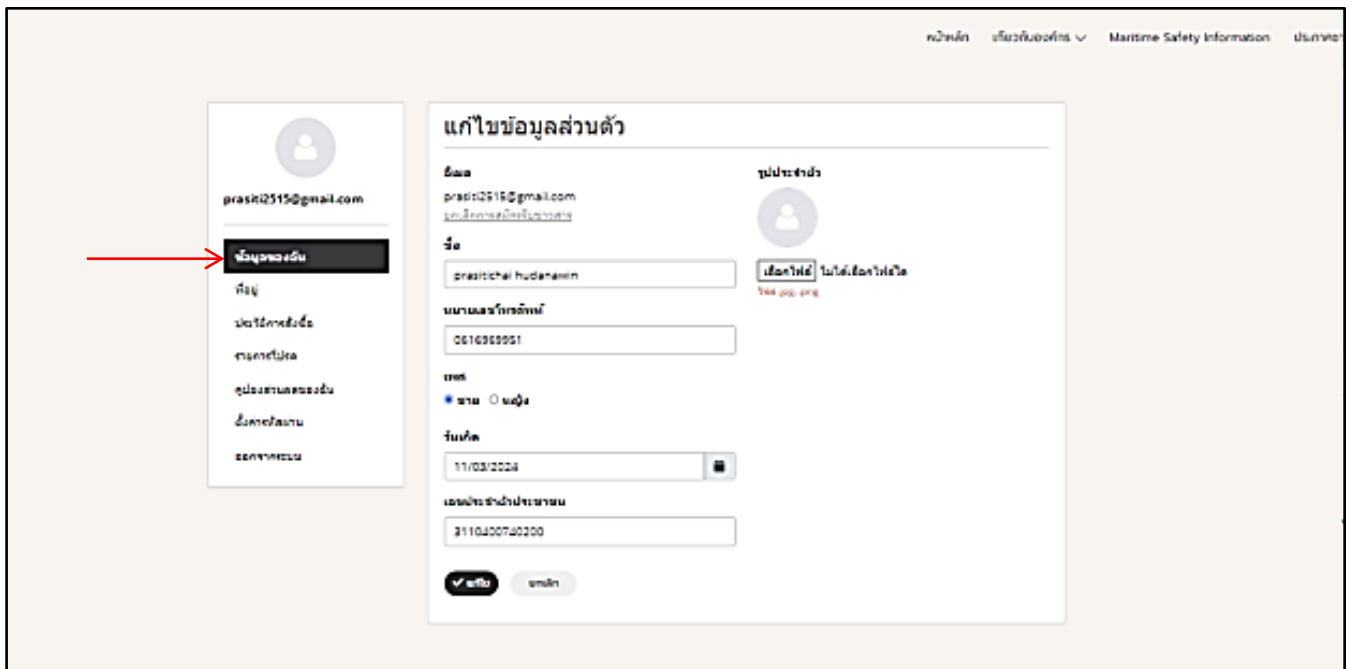 หน้าหลัก เกี่ยวกับองค์กร Maritime Safety Information
prasiti2515@gmail.com
ข้อมูลของฉัน
ที่อยู่
ประวัติการสั่งซื้อ
รายการโปรด
คูปองส่วนลดของฉัน
ตั้งค่ารหัสผ่าน
ออกจากระบบ
แก้ไขข้อมูลส่วนตัว
อีเมล
prasiti2515@gmail.com
ยกเลิกการสมัครรับข่าวสาร
ชื่อ
prasitichai hudanawin
หมายเลขโทรศัพท์
เพศ
ชาย หญิง
วันเกิด
11/03/2024
เลขประจำตัวประชาชน
แก้ไข ยกเลิก
รูปประจำตัว
เลือกไฟล์ ไม่ได้เลือกไฟล์ใด
ไฟล์ .jpg, .png